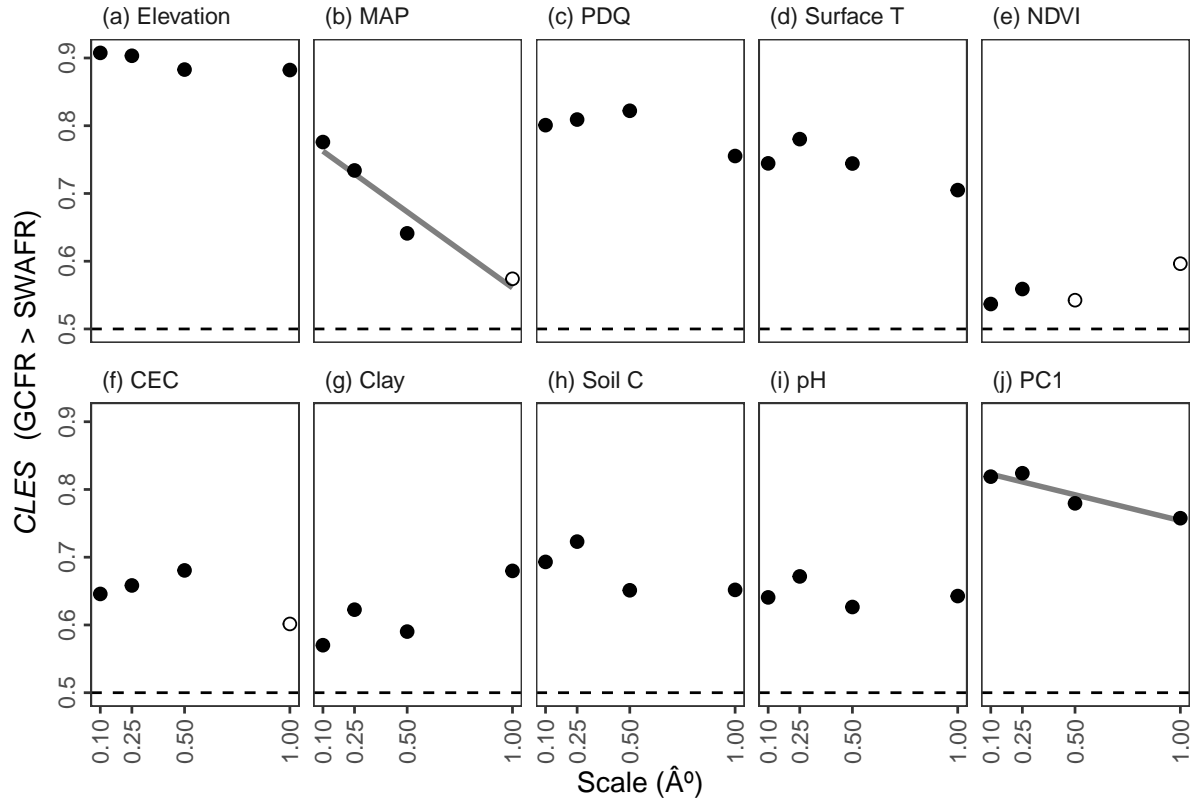 (a) Elevation
(b) MAP
(c) PDQ
(d) Surface T
(e) NDVI
0.9
0.8
0.7
0.6
0.5
(f) CEC
(g) Clay
(h) Soil C
(i) pH
(j) PC1
0.9
0.8
0.7
0.6
0.5
CLES (GCFR > SWAFR)
0.10 0.25 0.50 1.00
0.10 0.25 0.50 1.00
0.10 0.25 0.50 1.00
0.10 0.25 0.50 1.00
0.10 0.25 0.50 1.00
Scale (Âº)